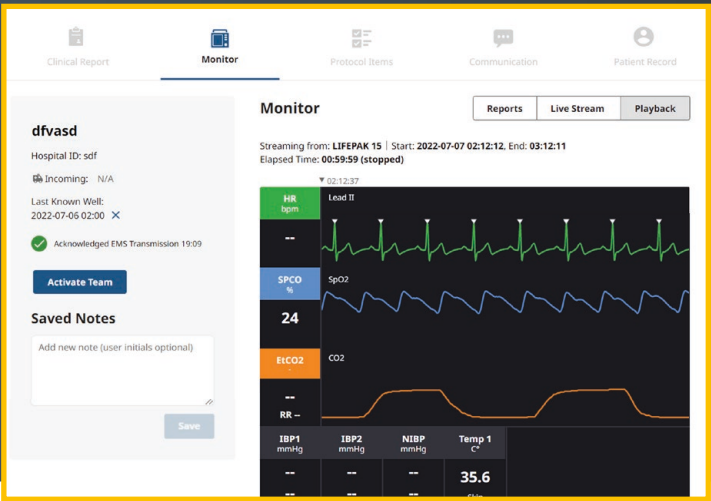 Clinical Report
Monitor
Protocol Items
Communication
Patient Record
dfvasd
Hospital ID: sdf
Incoming: N/A
Last Known Well:
2022-07-06 02:00 ✕
Acknowledged EMS Transmission 19:09
Activate Team
Saved Notes
Add new note (user initials optional)
Save
Monitor
Reports
Live Stream
Playback
Streaming from: LIFEPAK 15 | Start: 2022-07-07 02:12:12, End: 03:12:11
Elapsed Time: 00:59:59 (stopped)
▼ 02:12:37
HR
bpm
--
Lead II
SPCO
%
24
SpO2
EtCO2
-
--
RR --
CO2
IBP1
mmHg
--
--
IBP2
mmHg
--
--
NIBP
mmHg
--
--
Temp 1
C°
35.6
Skin